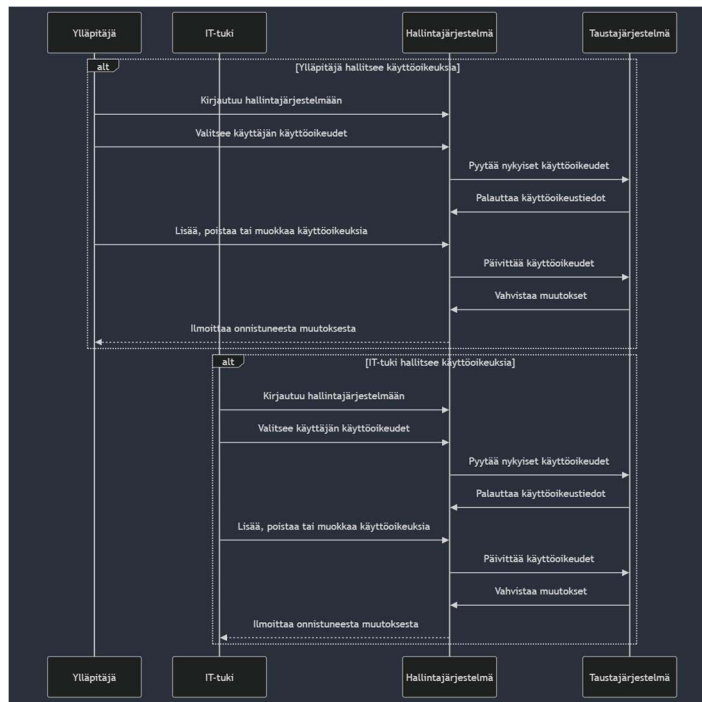 Ylläpitäjä IT-tuki Hallintajärjestelmä Taustajärjestelmä
alt [Ylläpitäjä hallitsee käyttöoikeuksia]
Kirjautuu hallintajärjestelmään
Valitsee käyttäjän käyttöoikeudet
Pyytää nykyiset käyttöoikeudet
Palauttaa käyttöoikeustiedot
Lisää, poistaa tai muokkaa käyttöoikeuksia
Päivittää käyttöoikeudet
Vahvistaa muutokset
Ilmoittaa onnistuneesta muutoksesta
alt [IT-tuki hallitsee käyttöoikeuksia]
Kirjautuu hallintajärjestelmään
Valitsee käyttäjän käyttöoikeudet
Pyytää nykyiset käyttöoikeudet
Palauttaa käyttöoikeustiedot
Lisää, poistaa tai muokkaa käyttöoikeuksia
Päivittää käyttöoikeudet
Vahvistaa muutokset
Ilmoittaa onnistuneesta muutoksesta
Ylläpitäjä IT-tuki Hallintajärjestelmä Taustajärjestelmä